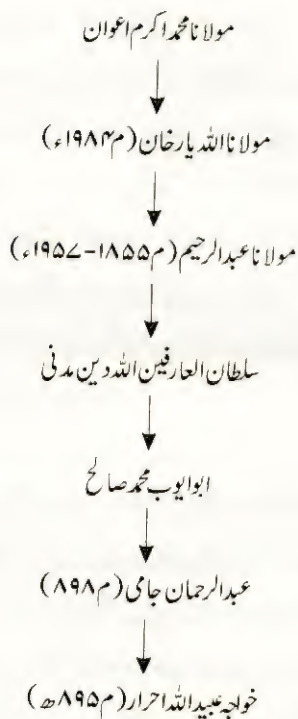 مولانا محمد اکرم اعوان
مولانا اللہ یار خان (م ۱۹۸۴ء)
مولانا عبدالرحیم (م ۱۸۵۵-۱۹۵۷ء)
سلطان العارفین اللہ دین مدنی
ابوایوب محمد صالح
عبدالرحمان جامی (م ۸۹۸)
خواجہ عبیداللہ احرار (م ۸۹۵ھ)